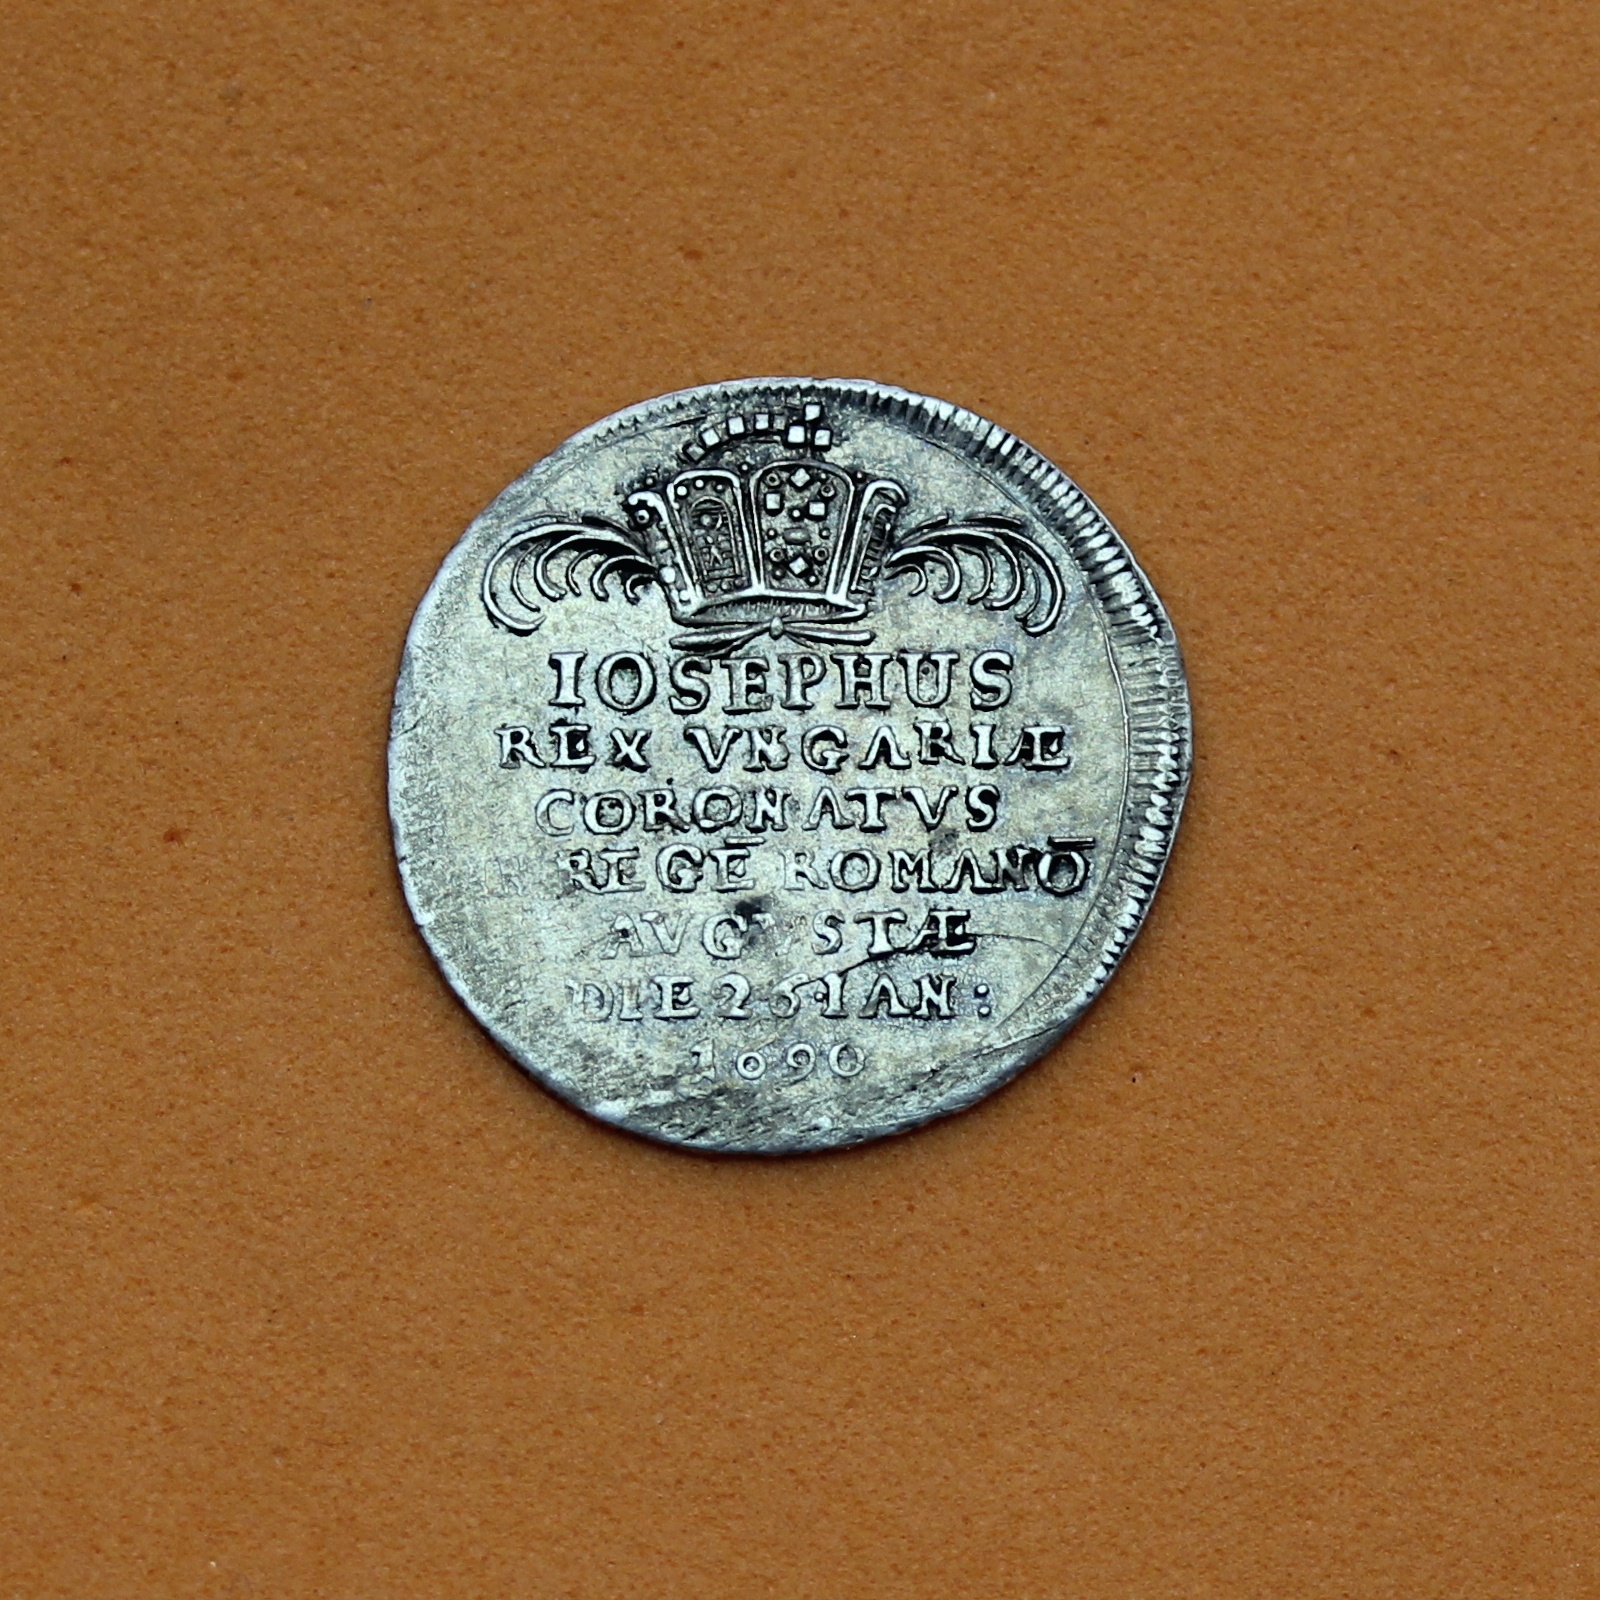 IOSEPHUS
REX VNGARIÆ
CORONATVS
REGĒ ROMANŌ
AVGVSTÆ
DIE 26·IAN:
1690